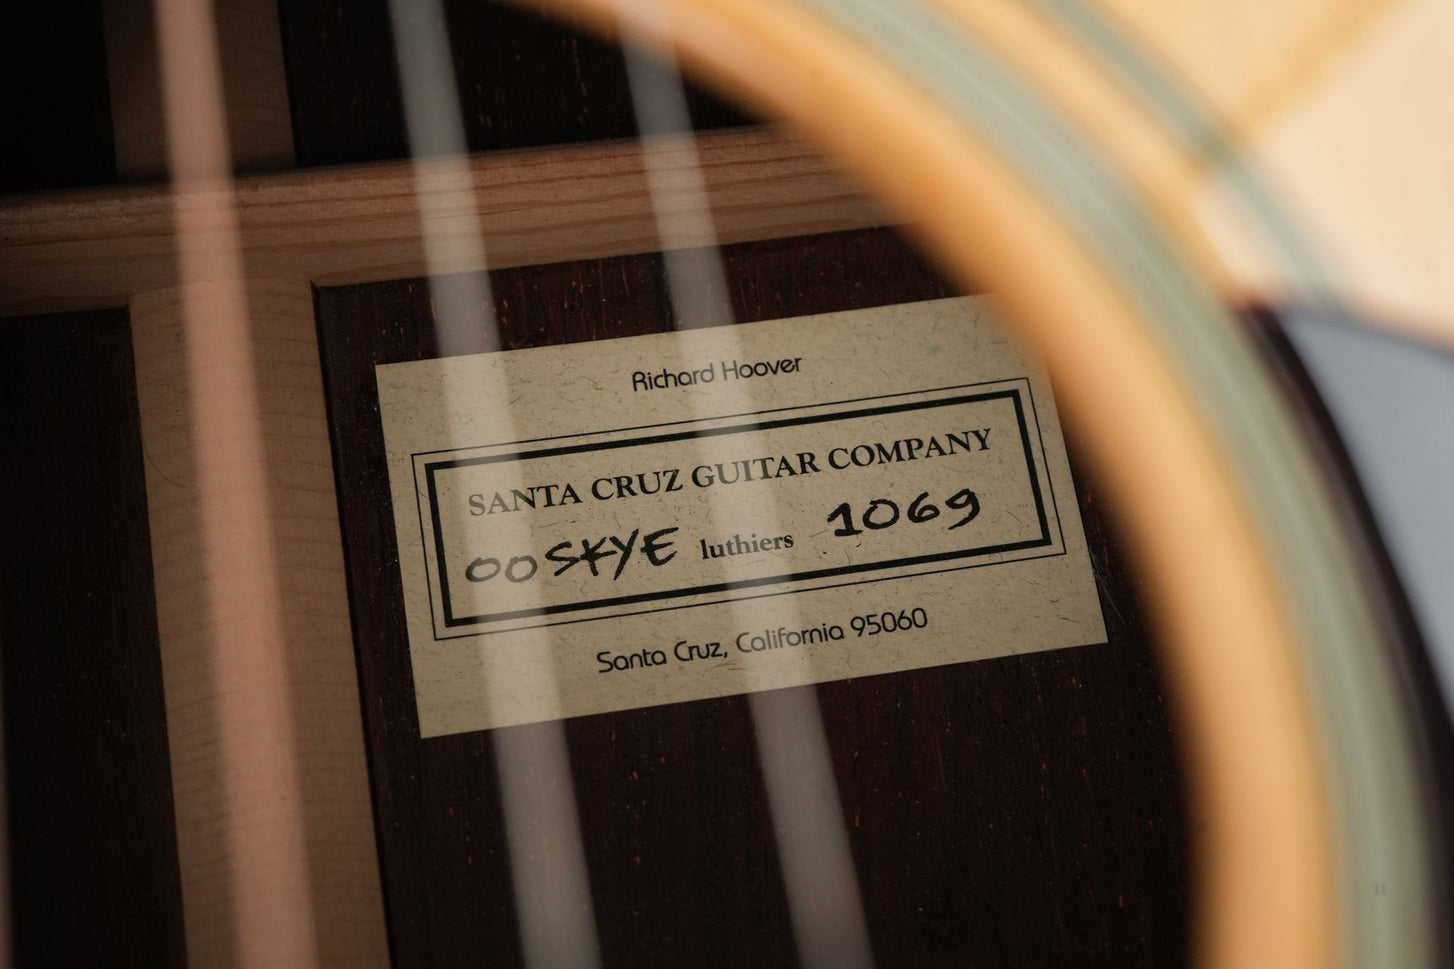 Richard Hoover
SANTA CRUZ GUITAR COMPANY
00SKYE luthiers 1069
Santa Cruz, California 95060